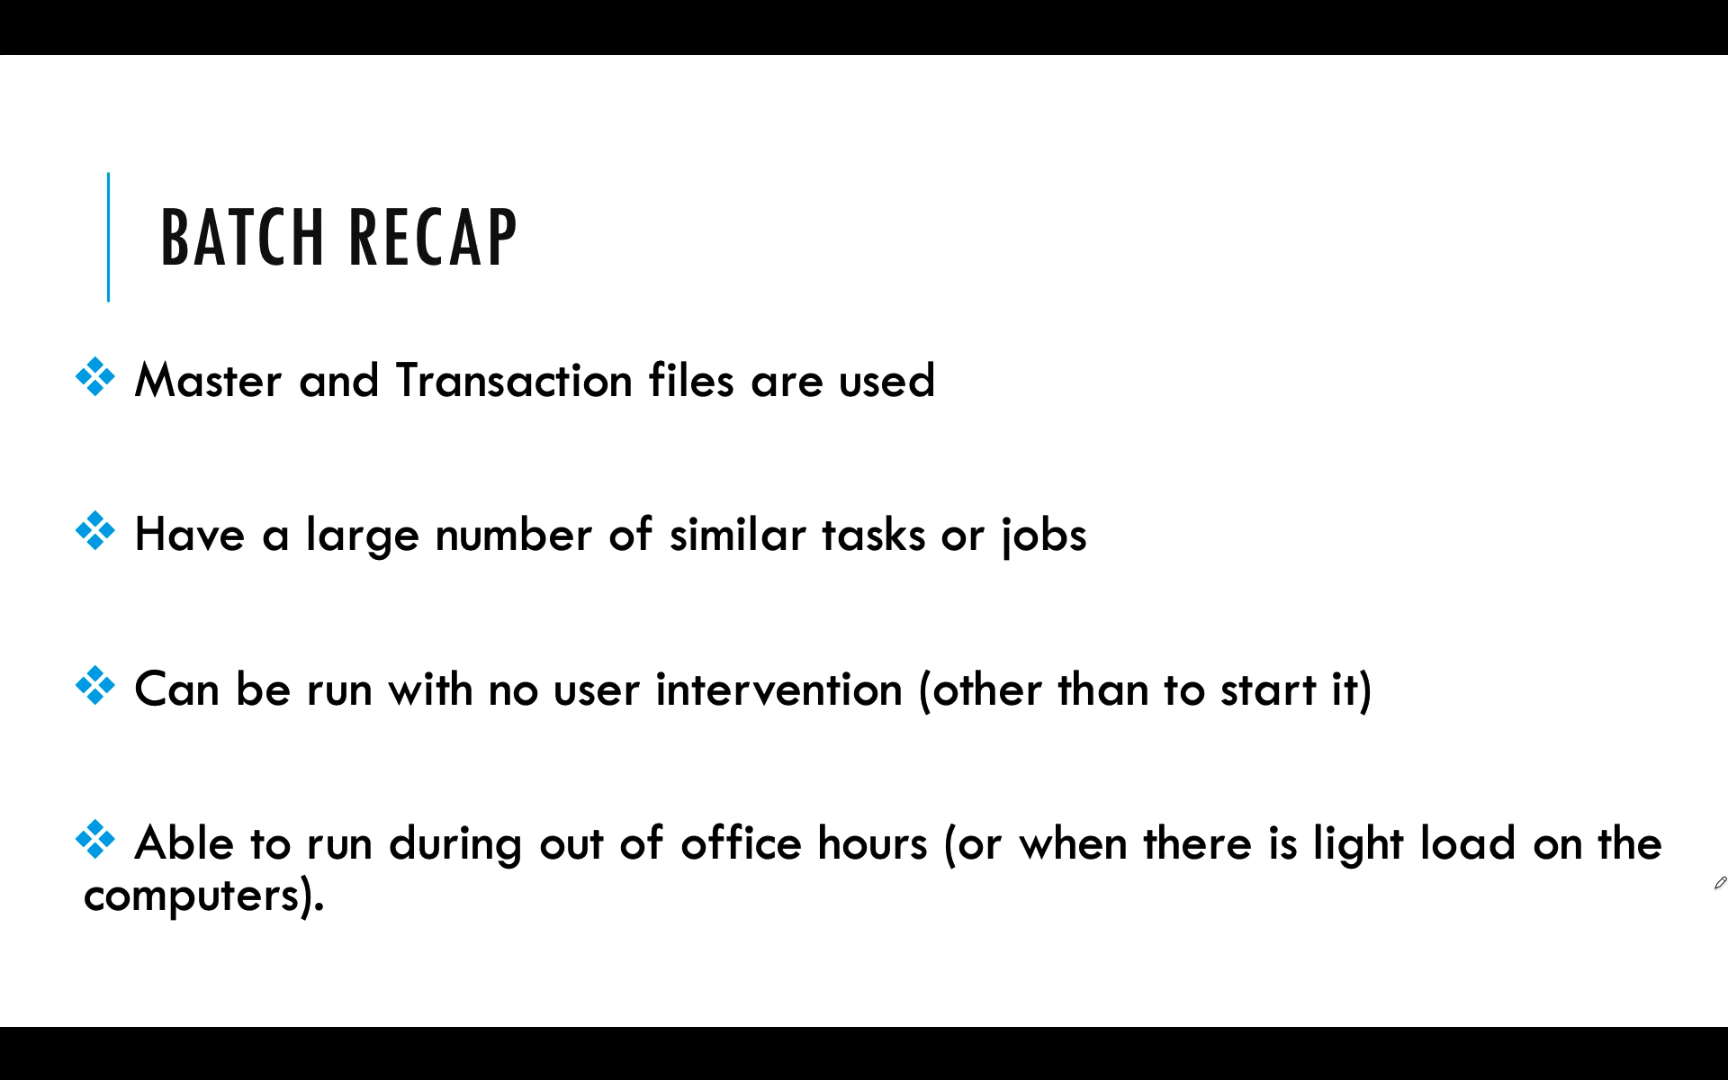 BATCH RECAP
Master and Transaction files are used
Have a large number of similar tasks or jobs
Can be run with no user intervention (other than to start it)
Able to run during out of office hours (or when there is light load on the
computers).